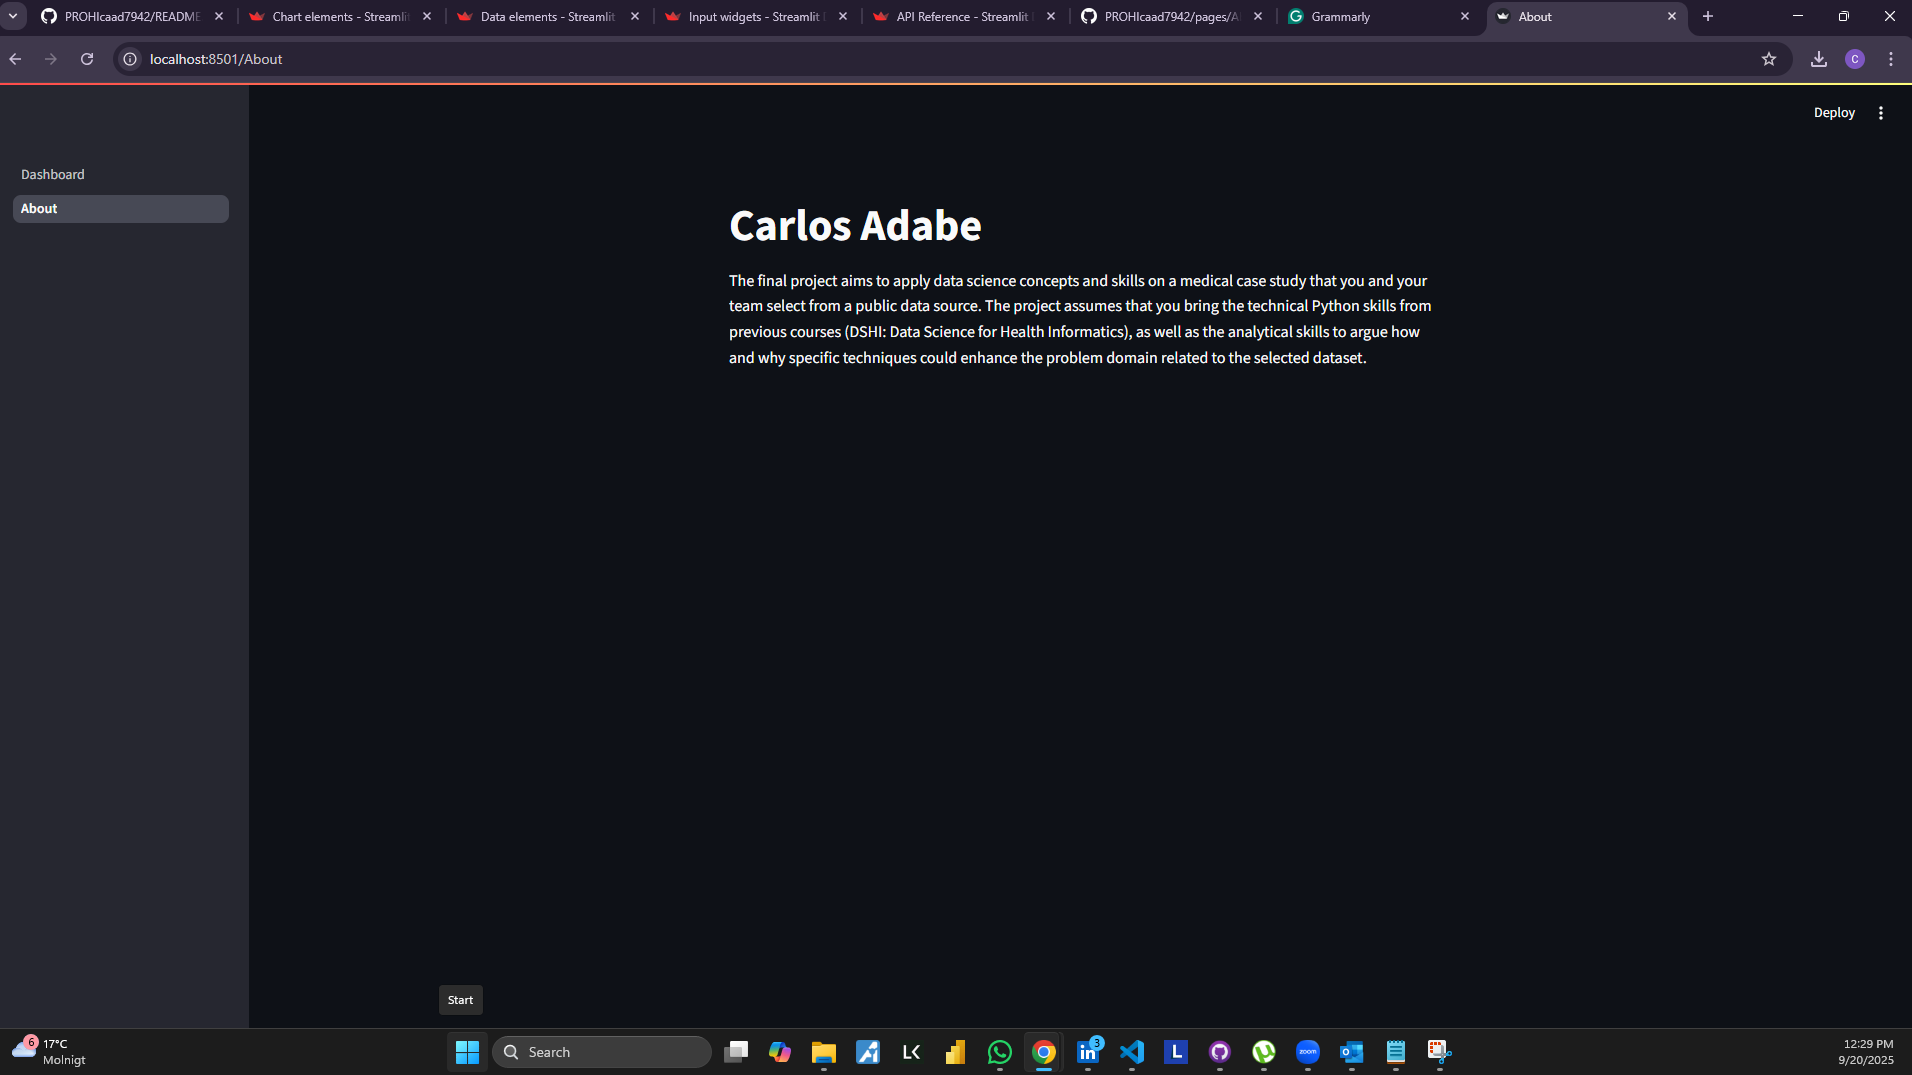 PROHIcaad7942/README
Chart elements - Streamlit
Data elements - Streamlit
Input widgets - Streamlit
API Reference - Streamlit
PROHIcaad7942/pages/A
Grammarly
About
localhost:8501/About
C
Deploy
Dashboard
About
Carlos Adabe
The final project aims to apply data science concepts and skills on a medical case study that you and your
team select from a public data source. The project assumes that you bring the technical Python skills from
previous courses (DSHI: Data Science for Health Informatics), as well as the analytical skills to argue how
and why specific techniques could enhance the problem domain related to the selected dataset.
Start
6
17°C
Molnigt
Search
LK
in
3
L
zoom
12:29 PM
9/20/2025